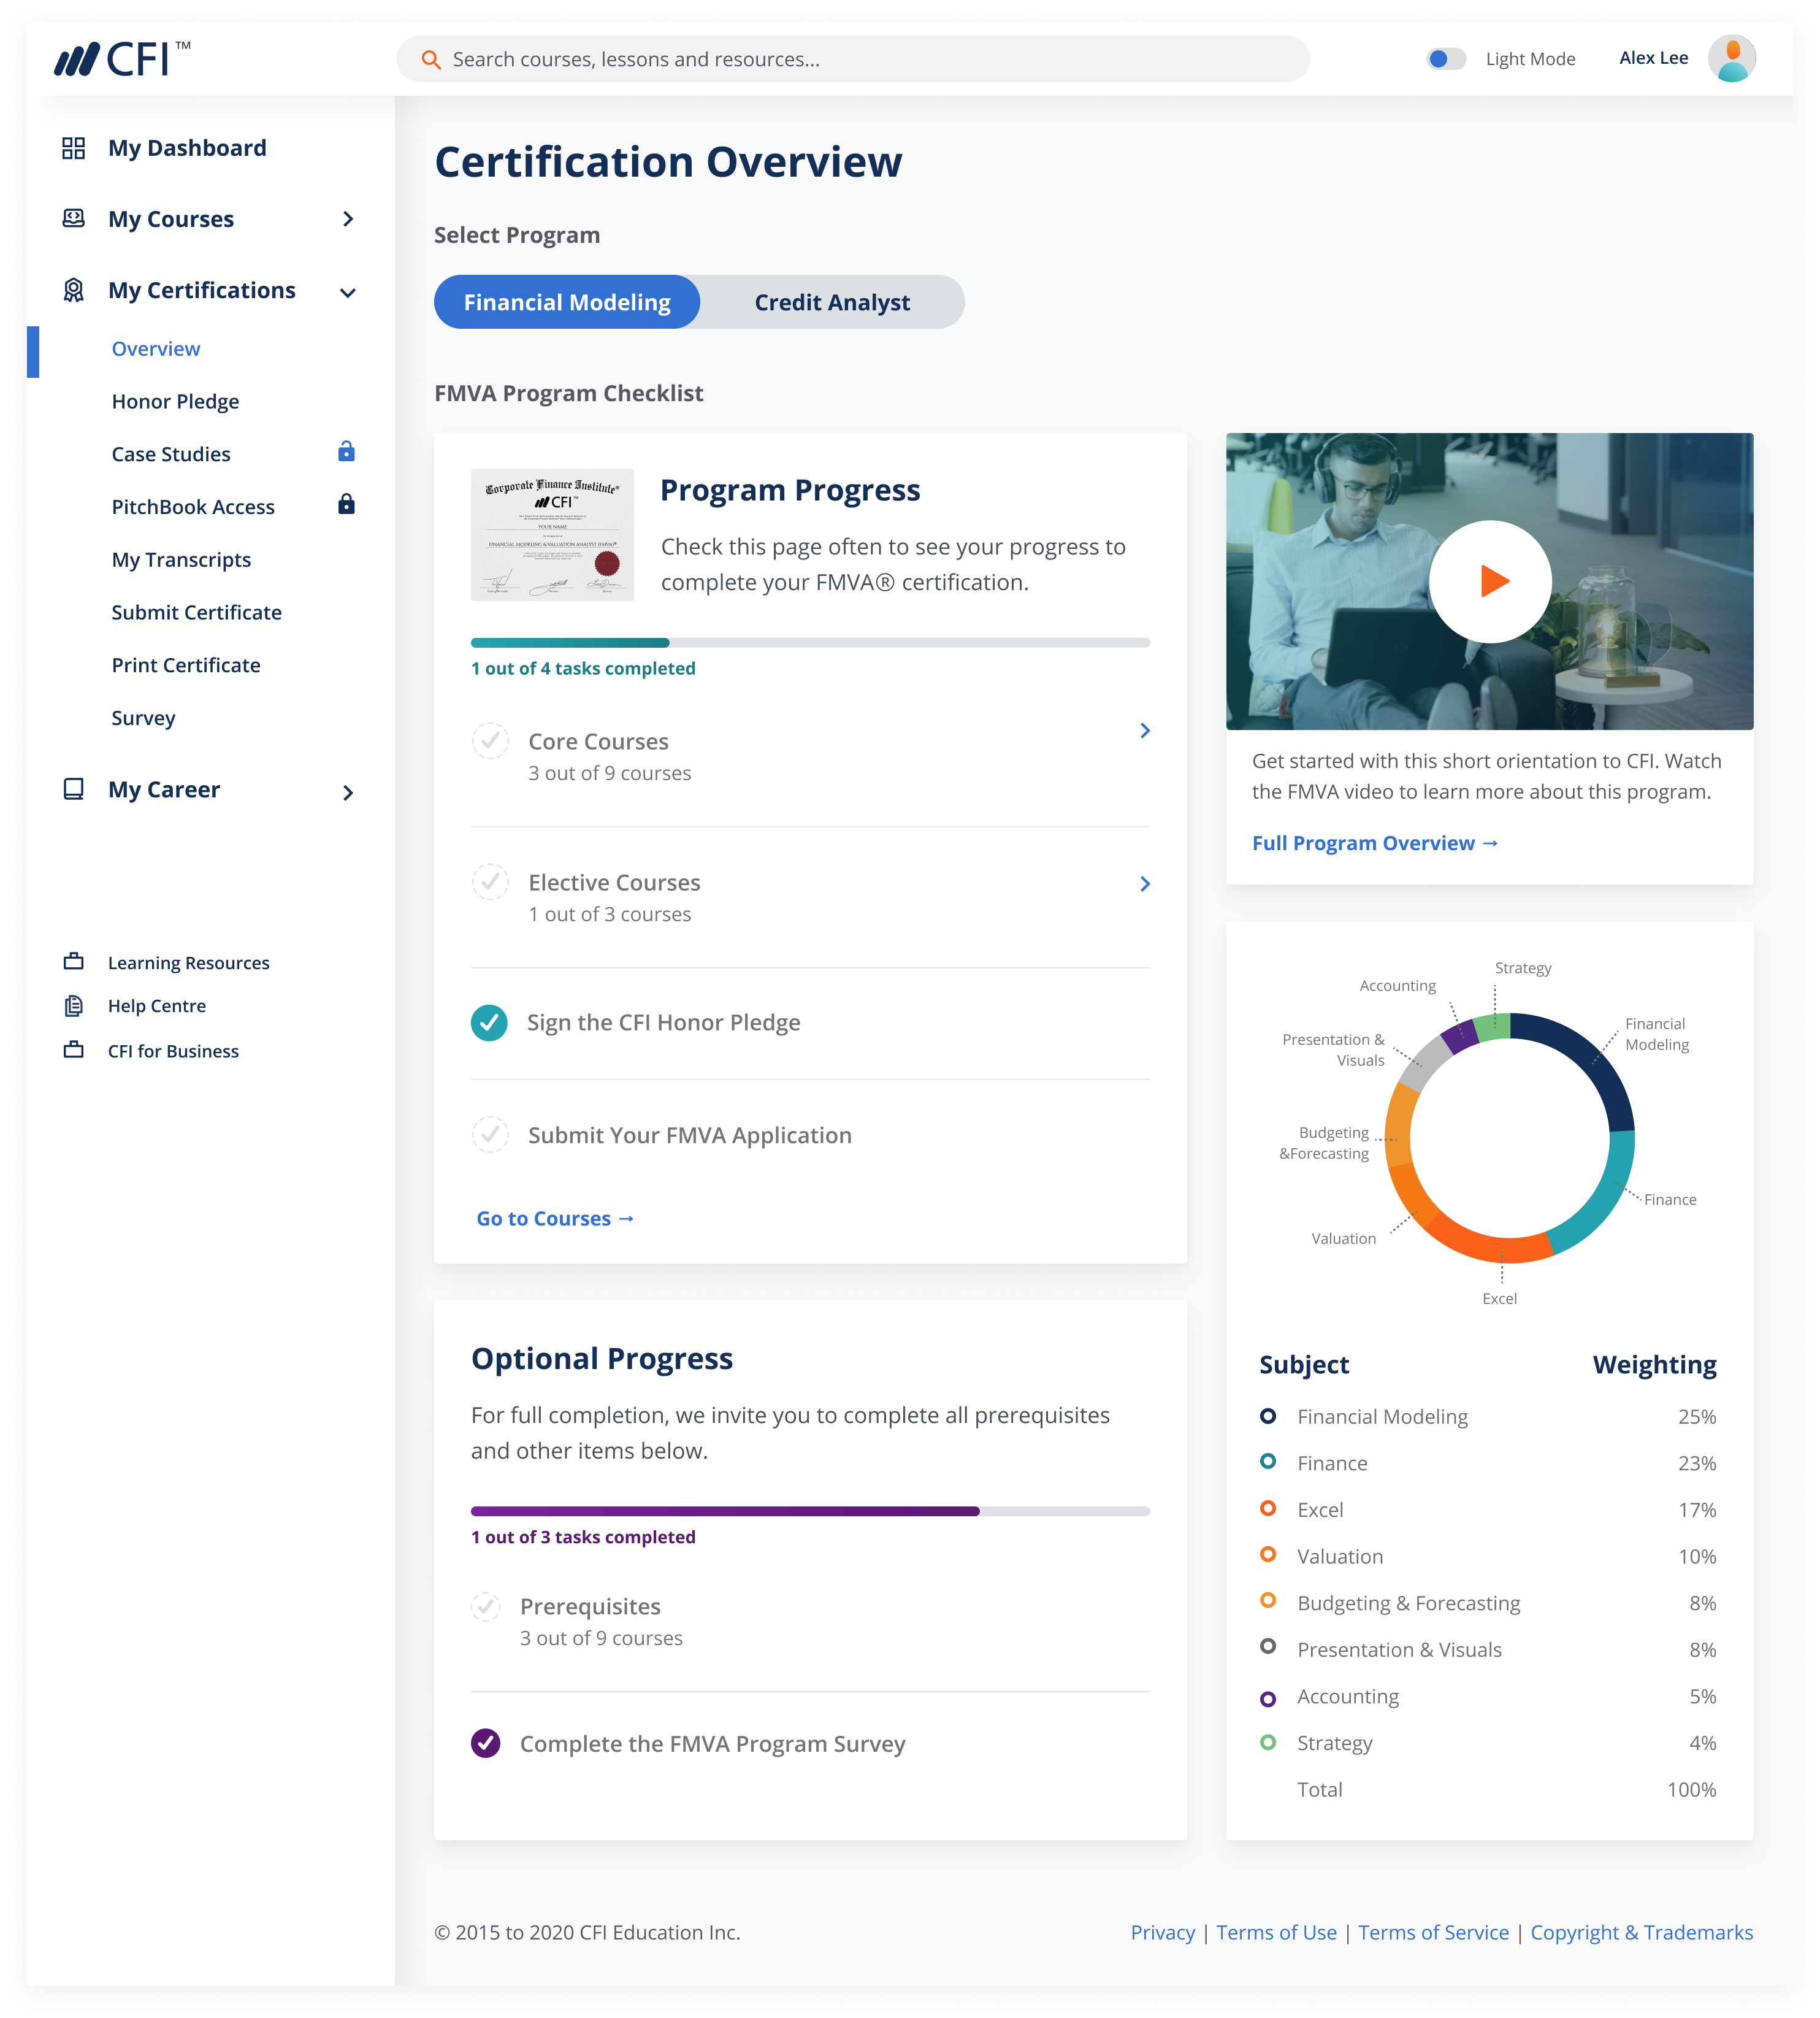 CFI™
Search courses, lessons and resources...
Light Mode
Alex Lee
My Dashboard
My Courses
My Certifications
Overview
Honor Pledge
Case Studies
PitchBook Access
My Transcripts
Submit Certificate
Print Certificate
Survey
My Career
Learning Resources
Help Centre
CFI for Business
Certification Overview
Select Program
Financial Modeling
Credit Analyst
FMVA Program Checklist
Corporate Finance Institute®
CFI™
YOUR NAME
FINANCIAL MODELING & VALUATION ANALYST (FMVA)®
Program Progress
Check this page often to see your progress to
complete your FMVA® certification.
1 out of 4 tasks completed
Core Courses
3 out of 9 courses
Elective Courses
1 out of 3 courses
Sign the CFI Honor Pledge
Submit Your FMVA Application
Go to Courses →
Optional Progress
For full completion, we invite you to complete all prerequisites
and other items below.
1 out of 3 tasks completed
Prerequisites
3 out of 9 courses
Complete the FMVA Program Survey
Get started with this short orientation to CFI. Watch
the FMVA video to learn more about this program.
Full Program Overview →
Strategy
Accounting
Financial
Modeling
Presentation &
Visuals
Budgeting
&Forecasting
Finance
Valuation
Excel
Subject Weighting
Financial Modeling 25%
Finance 23%
Excel 17%
Valuation 10%
Budgeting & Forecasting 8%
Presentation & Visuals 8%
Accounting 5%
Strategy 4%
Total 100%
© 2015 to 2020 CFI Education Inc.
Privacy | Terms of Use | Terms of Service | Copyright & Trademarks